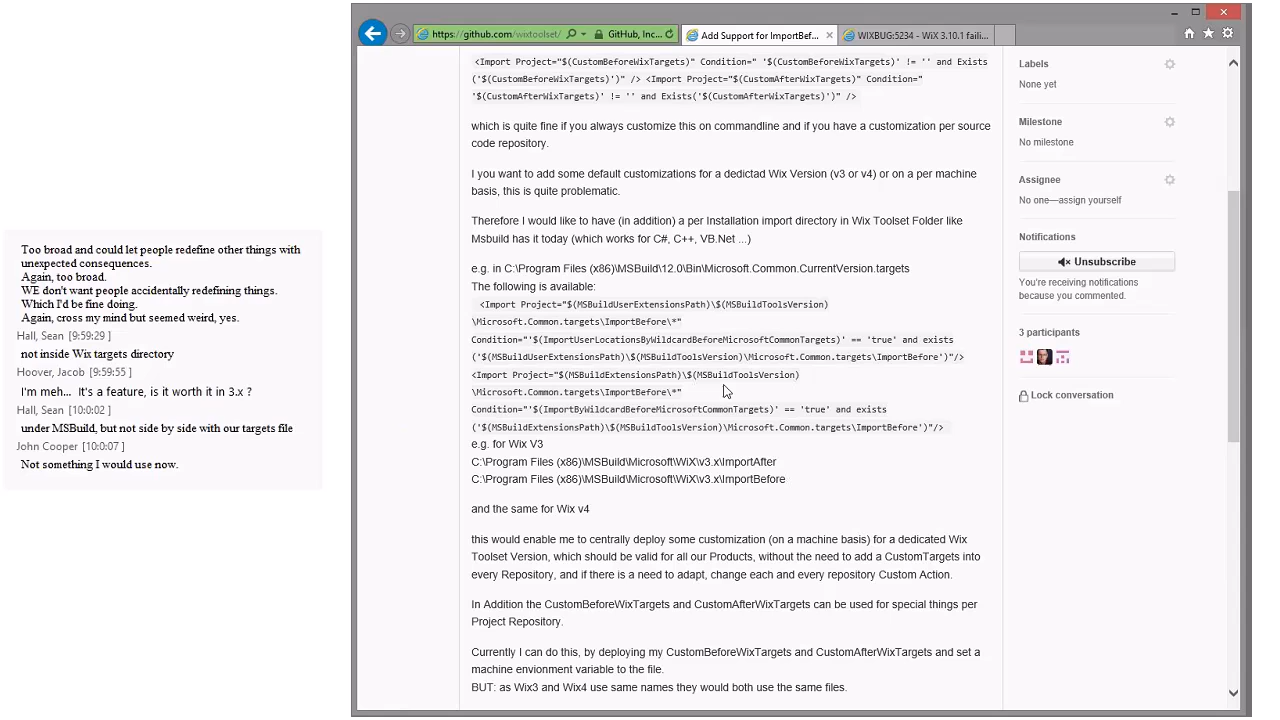 Too broad and could let people redefine other things with
unexpected consequences.
Again, too broad.
WE don't want people accidentally redefining things.
Which I'd be fine doing.
Again, cross my mind but seemed weird, yes.
Hall, Sean [9:59:29 ]
not inside Wix targets directory
Hoover, Jacob [9:59:55 ]
I'm meh... It's a feature, is it worth it in 3.x ?
Hall, Sean [10:0:02 ]
under MSBuild, but not side by side with our targets file
John Cooper [10:0:07 ]
Not something I would use now.
https://github.com/wixtoolset/
GitHub, Inc...
Add Support for ImportBef...
WIXBUG:5234 - WiX 3.10.1 faili...
<Import Project="$(CustomBeforeWixTargets)" Condition=" '$(CustomBeforeWixTargets)' != '' and Exists
('$(CustomBeforeWixTargets)')" /> <Import Project="$(CustomAfterWixTargets)" Condition="
'$(CustomAfterWixTargets)' != '' and Exists('$(CustomAfterWixTargets)')" />
which is quite fine if you always customize this on commandline and if you have a customization per source
code repository.
I you want to add some default customizations for a dedictad Wix Version (v3 or v4) or on a per machine
basis, this is quite problematic.
Therefore I would like to have (in addition) a per Installation import directory in Wix Toolset Folder like
Msbuild has it today (which works for C#, C++, VB.Net ...)
e.g. in C:\Program Files (x86)\MSBuild\12.0\Bin\Microsoft.Common.CurrentVersion.targets
The following is available:
<Import Project="$(MSBuildUserExtensionsPath)\$(MSBuildToolsVersion)
\Microsoft.Common.targets\ImportBefore\*"
Condition="'$(ImportUserLocationsByWildcardBeforeMicrosoftCommonTargets)' == 'true' and exists
('$(MSBuildUserExtensionsPath)\$(MSBuildToolsVersion)\Microsoft.Common.targets\ImportBefore')"/>
<Import Project="$(MSBuildExtensionsPath)\$(MSBuildToolsVersion)
\Microsoft.Common.targets\ImportBefore\*"
Condition="'$(ImportByWildcardBeforeMicrosoftCommonTargets)' == 'true' and exists
('$(MSBuildExtensionsPath)\$(MSBuildToolsVersion)\Microsoft.Common.targets\ImportBefore')"/>
e.g. for Wix V3
C:\Program Files (x86)\MSBuild\Microsoft\WiX\v3.x\ImportAfter
C:\Program Files (x86)\MSBuild\Microsoft\WiX\v3.x\ImportBefore
and the same for Wix v4
this would enable me to centrally deploy some customization (on a machine basis) for a dedicated Wix
Toolset Version, which should be valid for all our Products, without the need to add a CustomTargets into
every Repository, and if there is a need to adapt, change each and every repository Custom Action.
In Addition the CustomBeforeWixTargets and CustomAfterWixTargets can be used for special things per
Project Repository.
Currently I can do this, by deploying my CustomBeforeWixTargets and CustomAfterWixTargets and set a
machine envionment variable to the file.
BUT: as Wix3 and Wix4 use same names they would both use the same files.
Labels
None yet
Milestone
No milestone
Assignee
No one—assign yourself
Notifications
Unsubscribe
You're receiving notifications
because you commented.
3 participants
Lock conversation